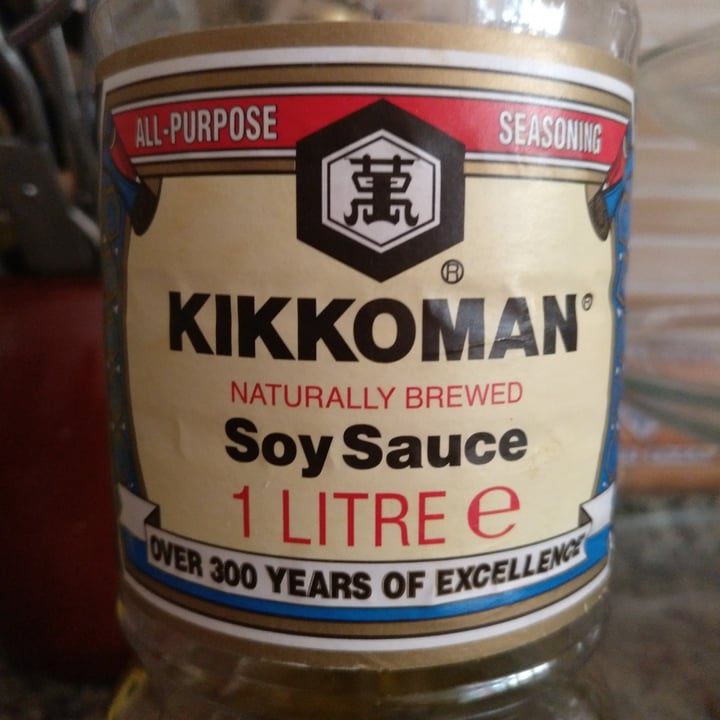 ALL-PURPOSE SEASONING
萬
®
KIKKOMAN®
NATURALLY BREWED
Soy Sauce
1 LITRE ℮
OVER 300 YEARS OF EXCELLENCE